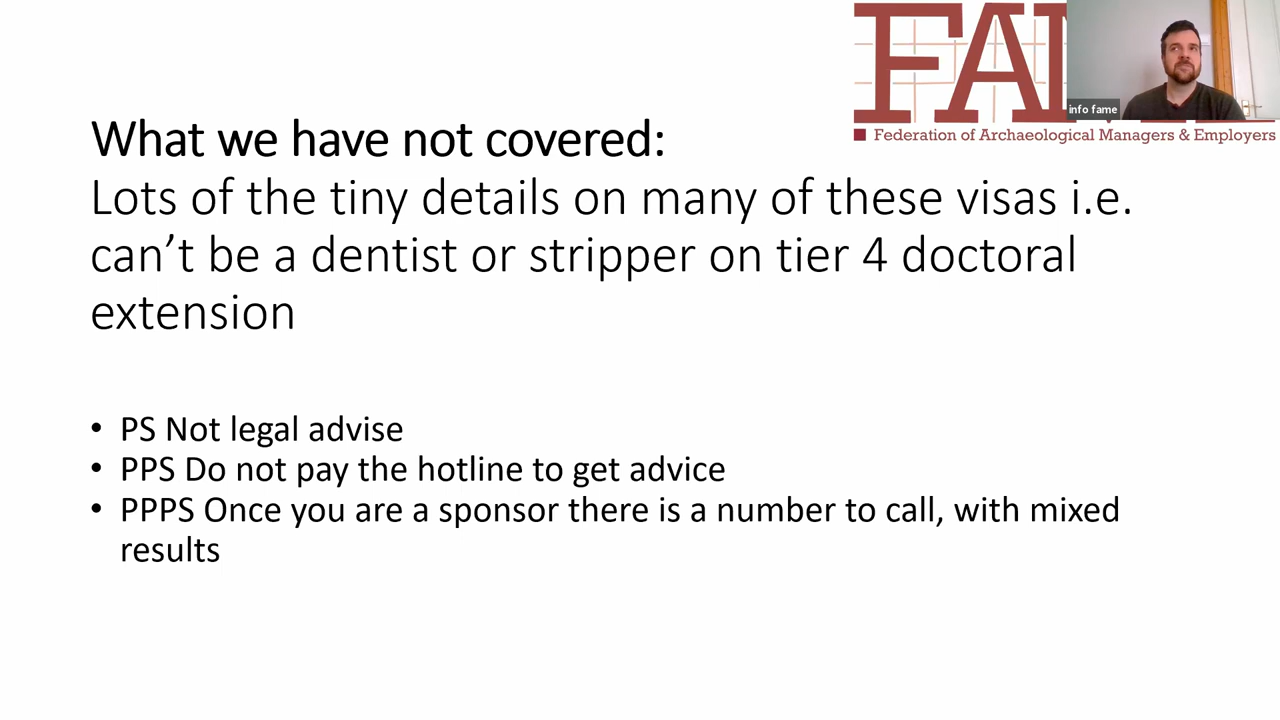 FA
info fame
Federation of Archaeological Managers & Employers
What we have not covered:
Lots of the tiny details on many of these visas i.e.
can’t be a dentist or stripper on tier 4 doctoral
extension
• PS Not legal advise
• PPS Do not pay the hotline to get advice
• PPPS Once you are a sponsor there is a number to call, with mixed
results